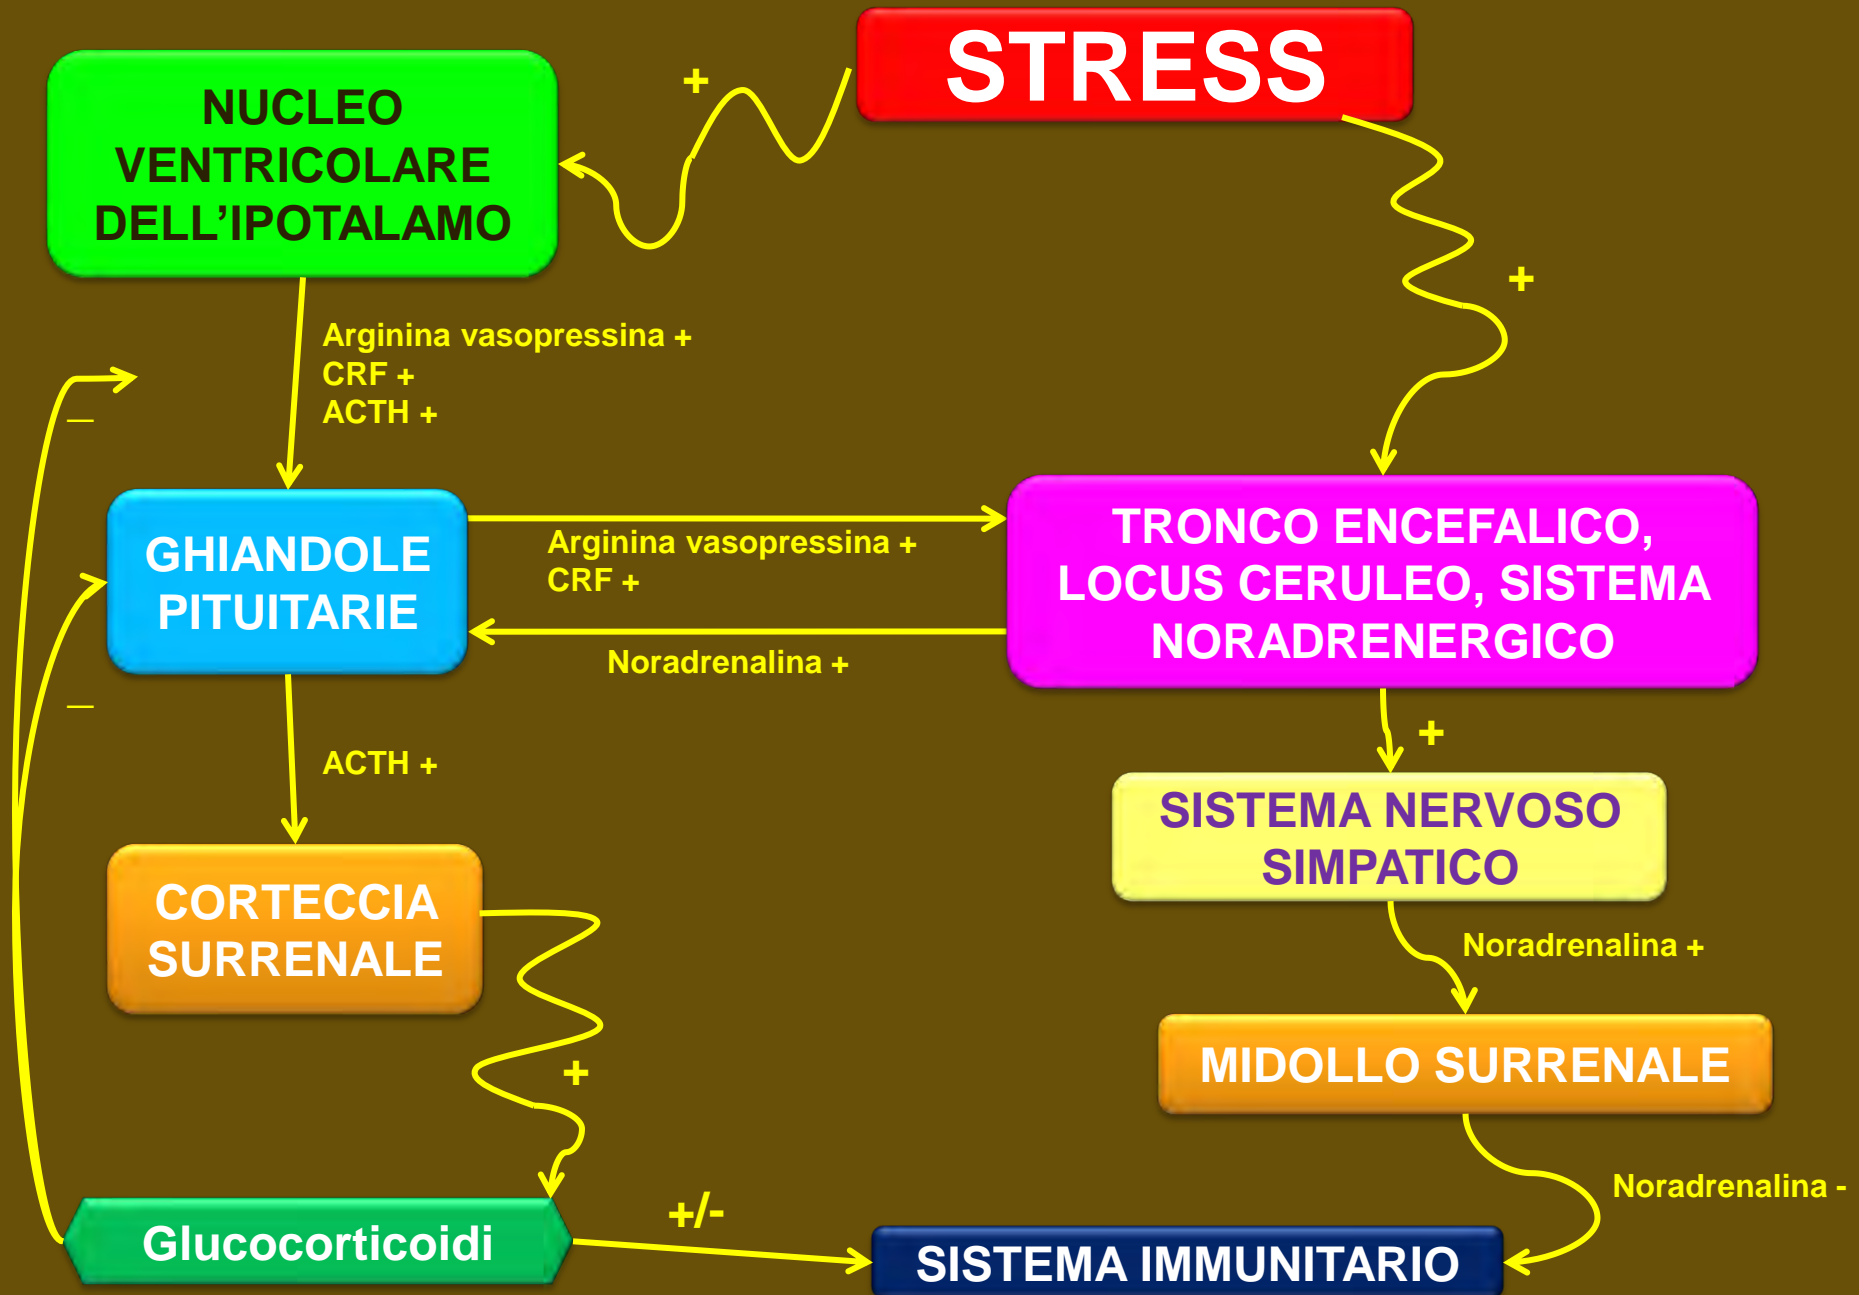 STRESS
+
NUCLEO
VENTRICOLARE
DELL'IPOTALAMO
+
Arginina vasopressina +
CRF +
ACTH +
_
GHIANDOLE
PITUITARIE
Arginina vasopressina +
CRF +
Noradrenalina +
TRONCO ENCEFALICO,
LOCUS CERULEO, SISTEMA
NORADRENERGICO
_
+
ACTH +
SISTEMA NERVOSO
SIMPATICO
CORTECCIA
SURRENALE
Noradrenalina +
+
MIDOLLO SURRENALE
Noradrenalina -
Glucocorticoidi
+/-
SISTEMA IMMUNITARIO